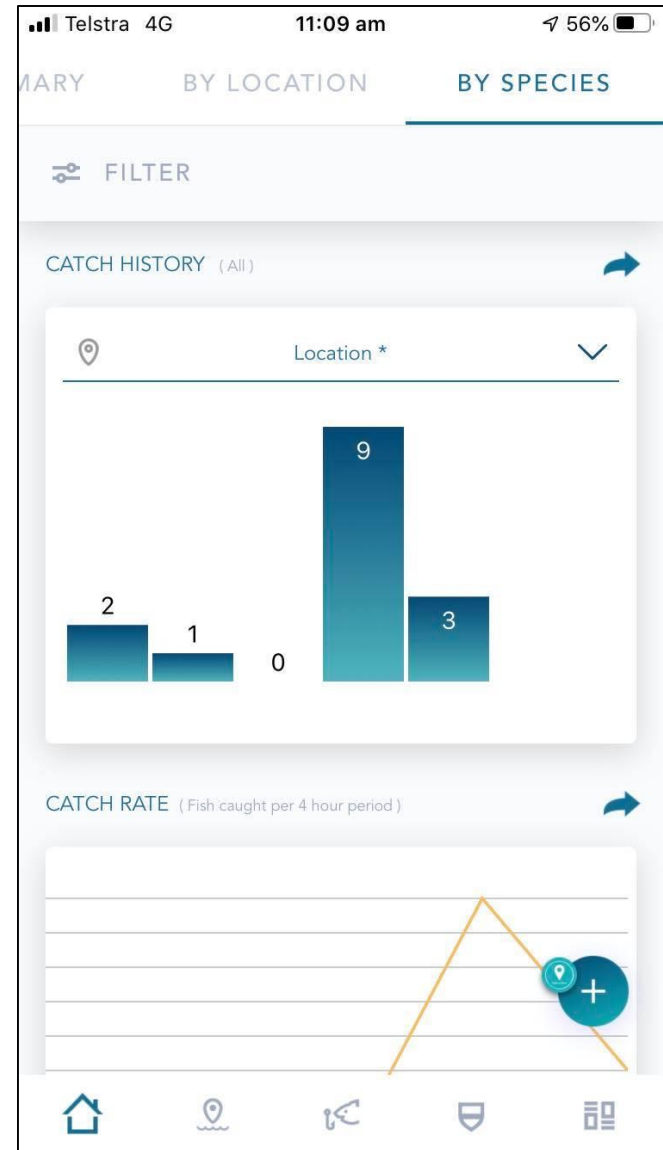 Telstra 4G 11:09 am 56%
MARY BY LOCATION BY SPECIES
FILTER
CATCH HISTORY (All)
Location *
9
2
1
3
0
CATCH RATE (Fish caught per 4 hour period)
+